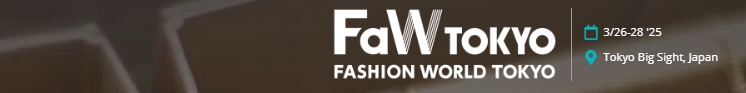 FaW TOKYO
FASHION WORLD TOKYO
3/26-28 '25
Tokyo Big Sight, Japan